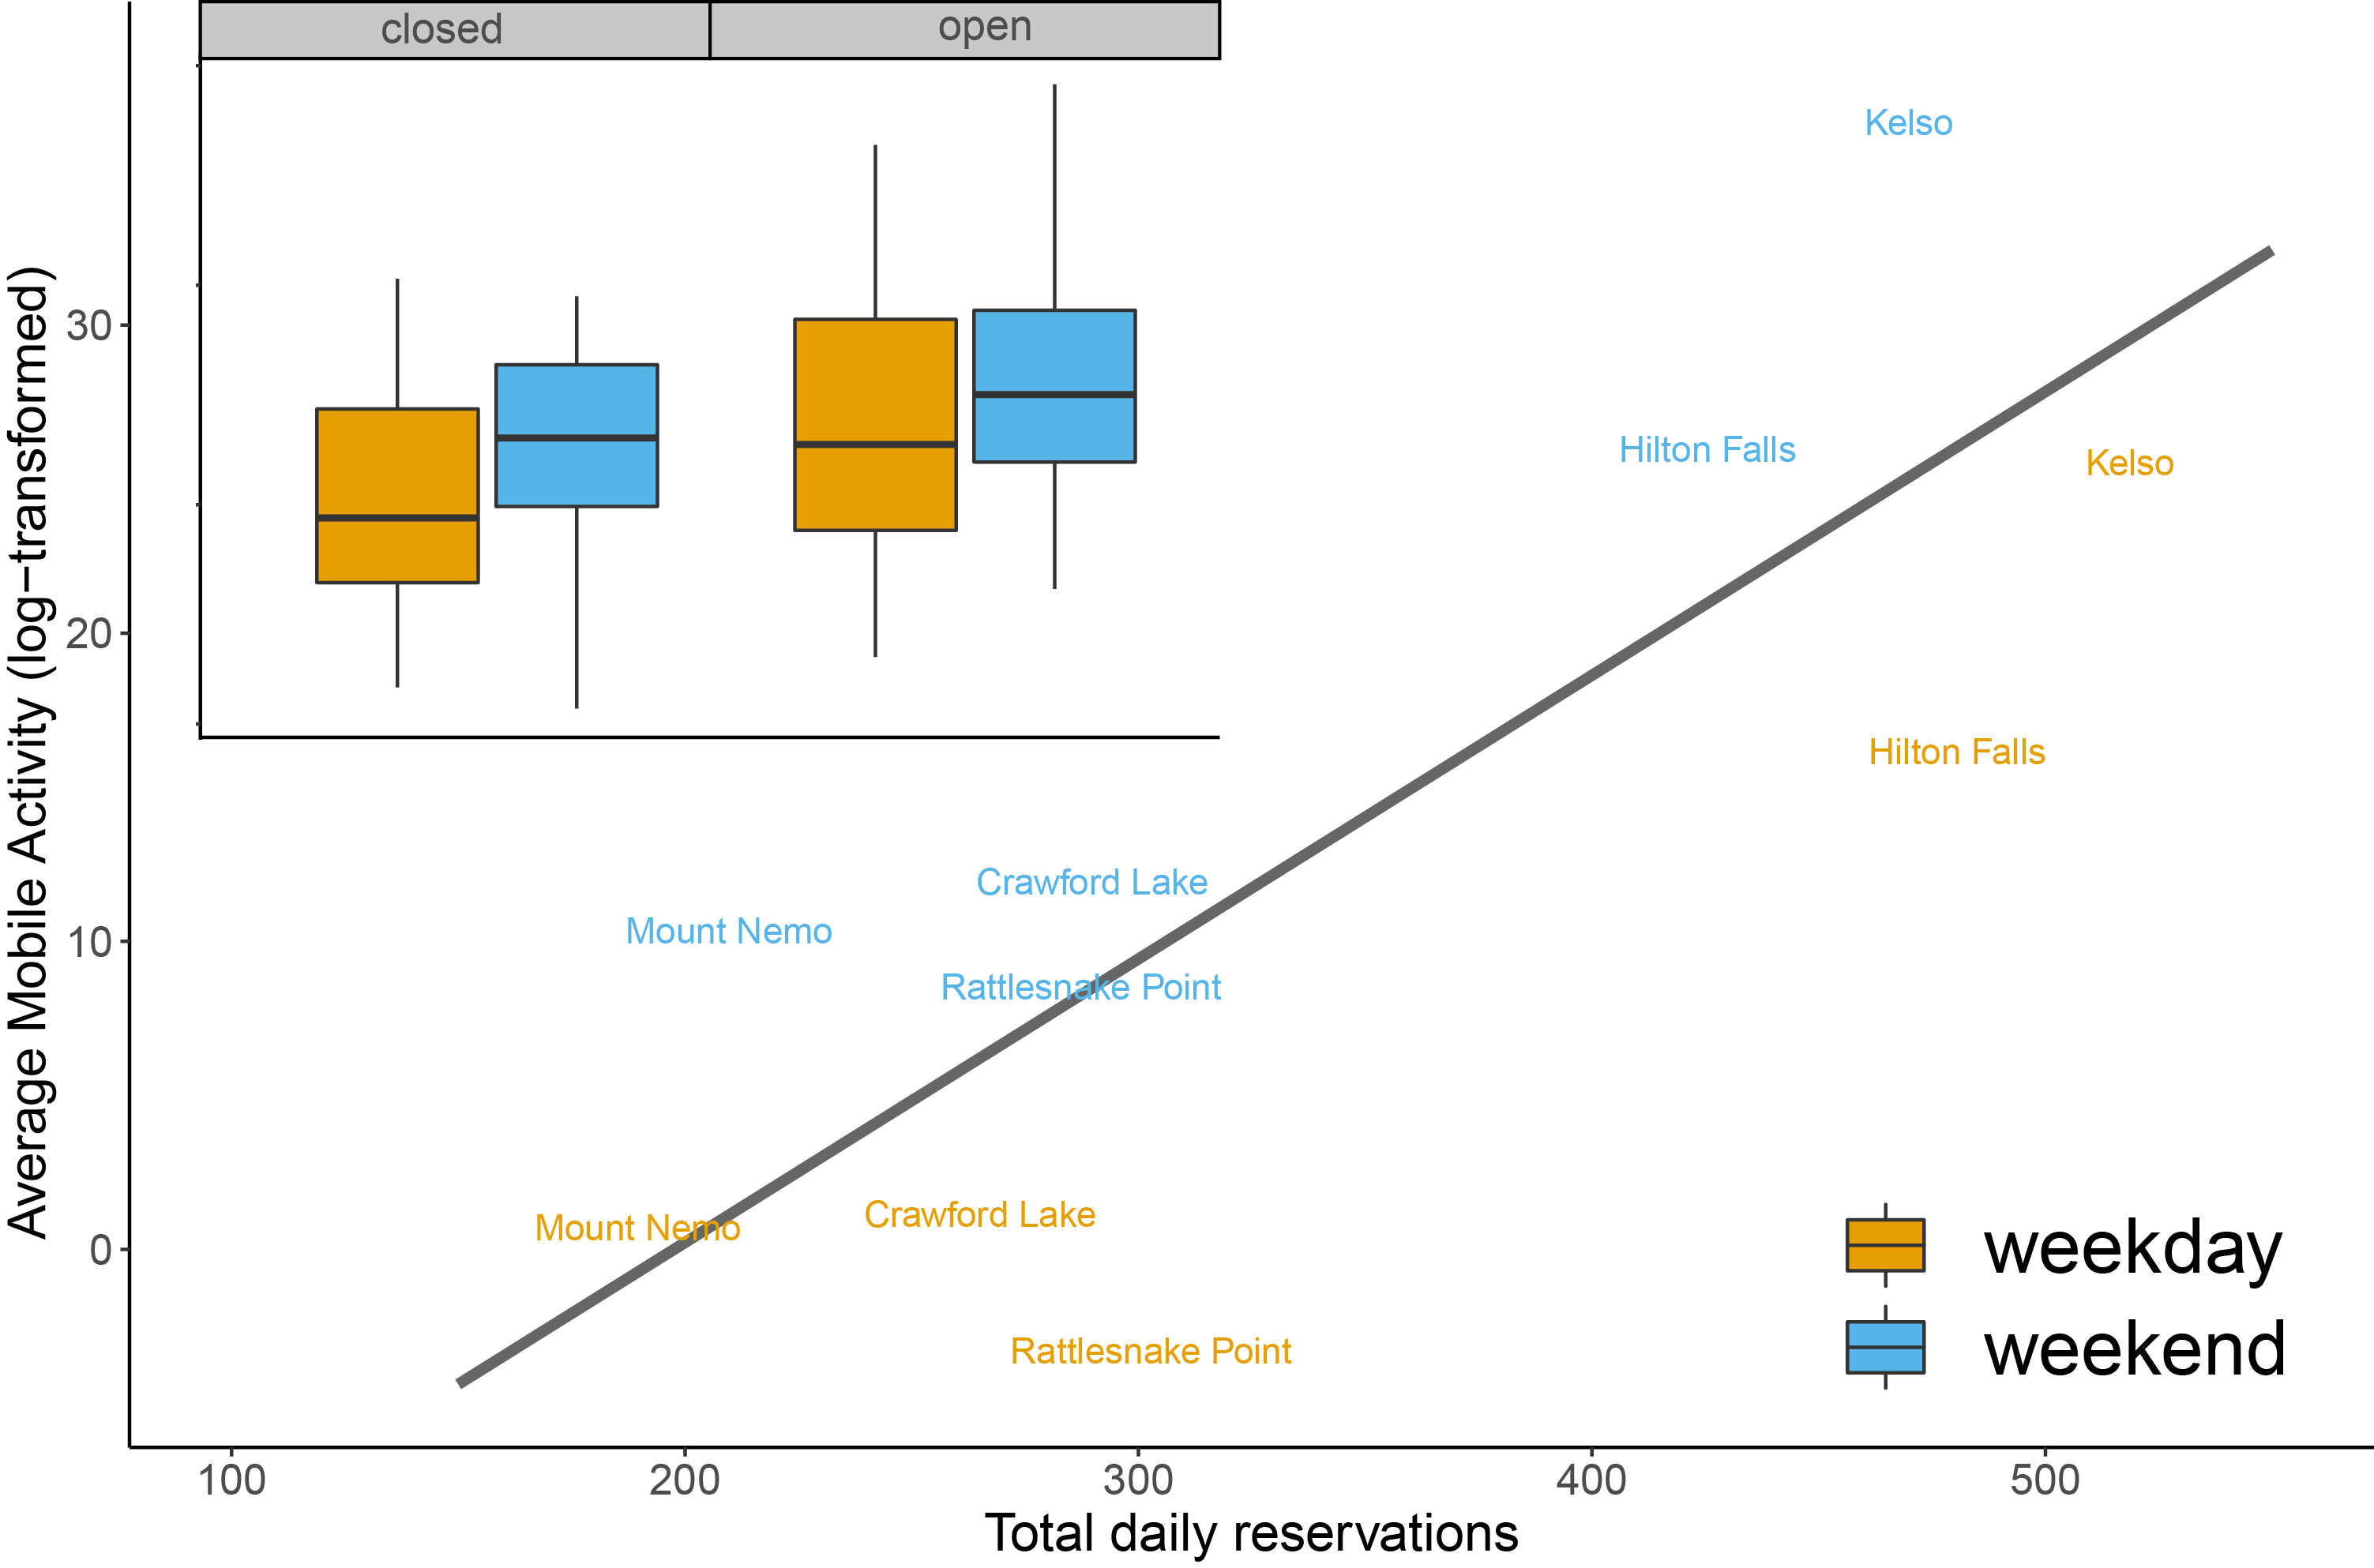 closed
open
Kelso
30
Hilton Falls
Kelso
20
Hilton Falls
Crawford Lake
Mount Nemo
10
Rattlesnake Point
Crawford Lake
Mount Nemo
0
Rattlesnake Point
weekday
weekend
100
200
300
400
500
Total daily reservations
Average Mobile Activity (log−transformed)